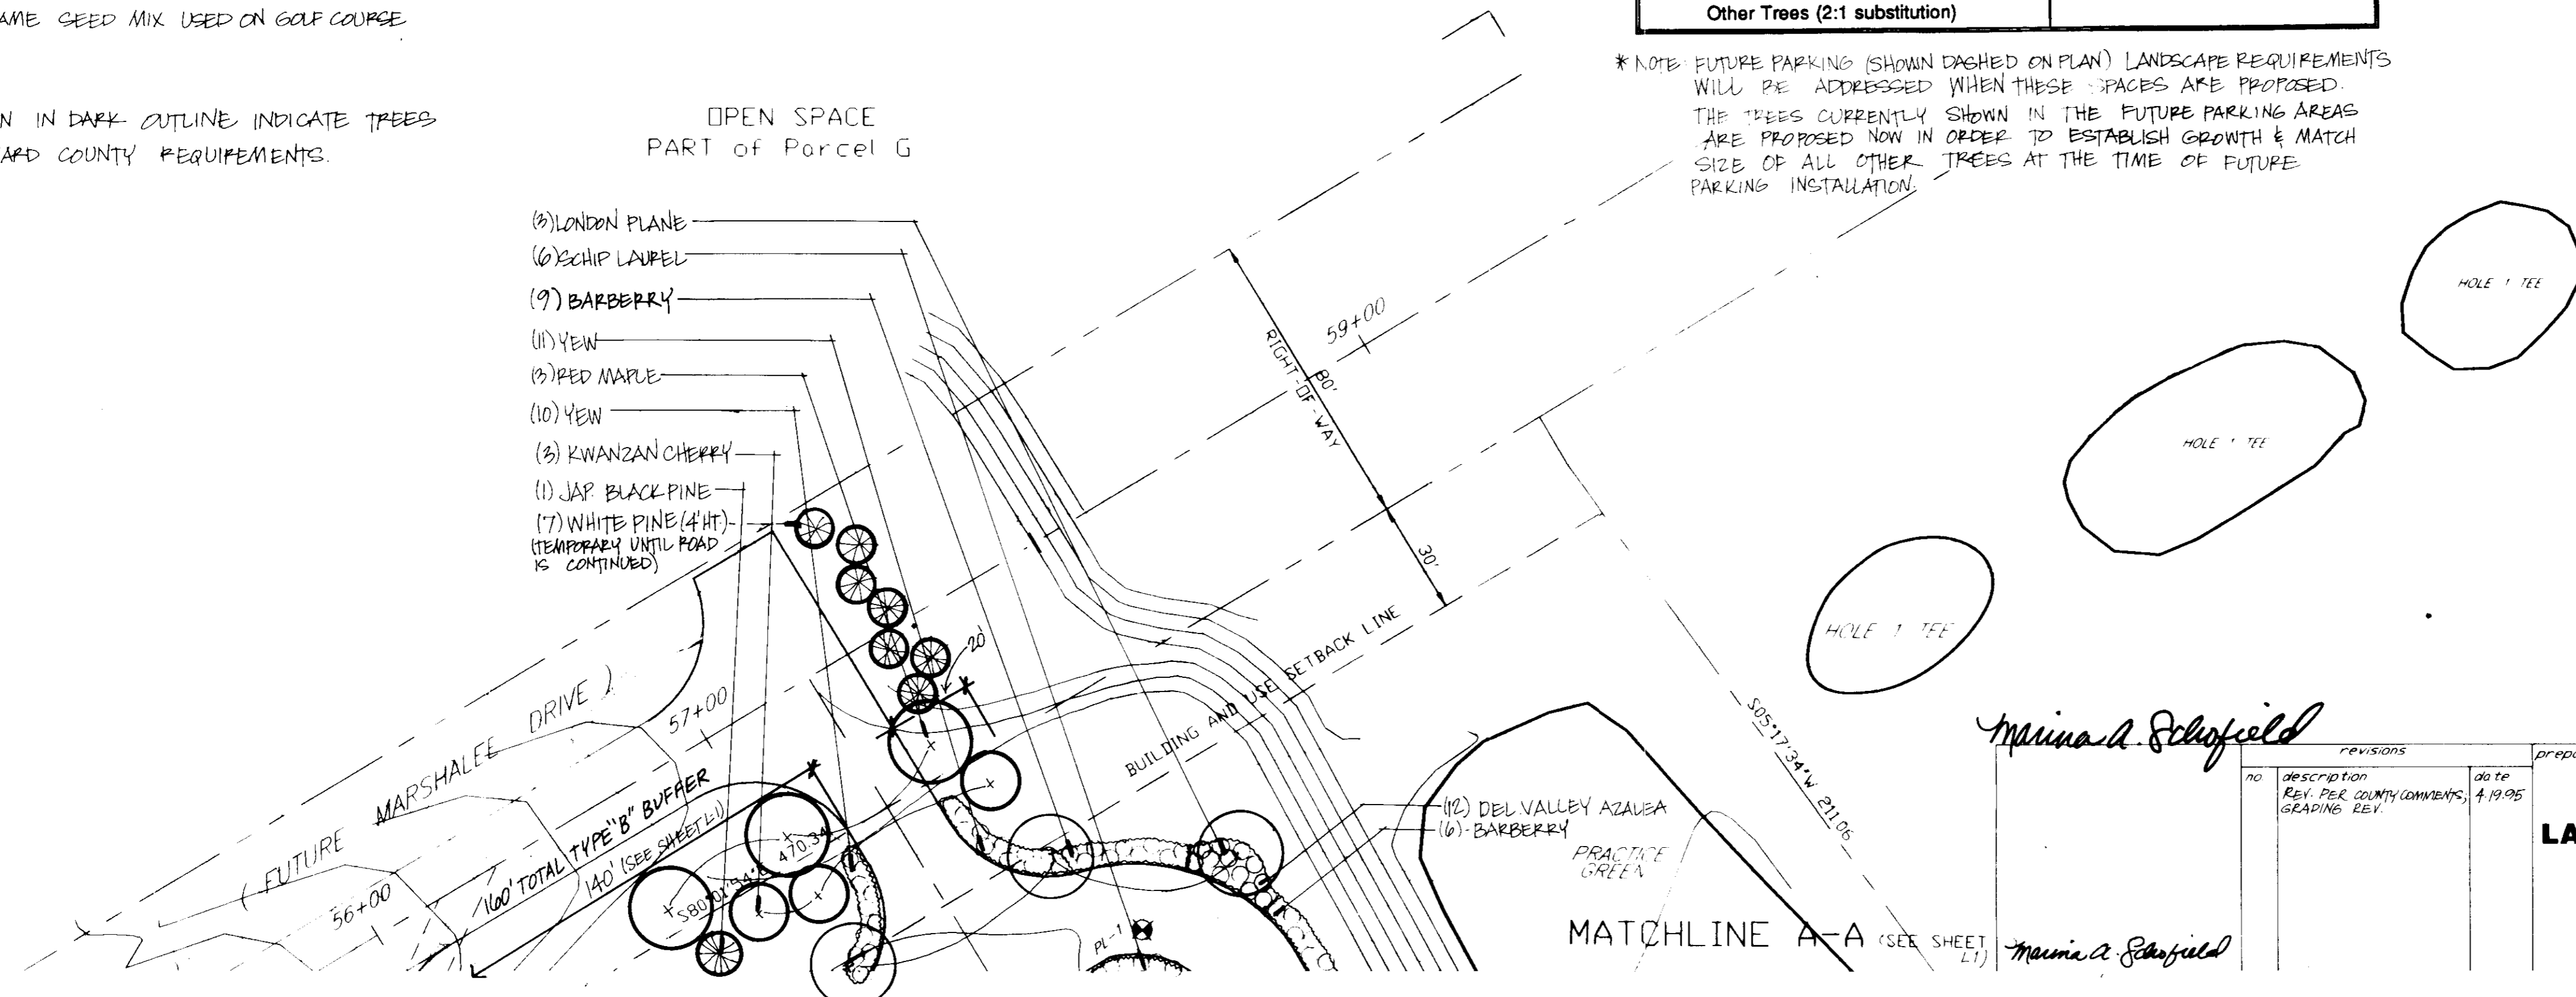 AME SEED MIX USED ON GOLF COURSE
N IN DARK OUTLINE INDICATE TREES
ARD COUNTY REQUIREMENTS.
OPEN SPACE
PART of Parcel G
Other Trees (2:1 substitution)
* NOTE: FUTURE PARKING (SHOWN DASHED ON PLAN) LANDSCAPE REQUIREMENTS
WILL BE ADDRESSED WHEN THESE SPACES ARE PROPOSED.
THE TREES CURRENTLY SHOWN IN THE FUTURE PARKING AREAS
ARE PROPOSED NOW IN ORDER TO ESTABLISH GROWTH & MATCH
SIZE OF ALL OTHER TREES AT THE TIME OF FUTURE
PARKING INSTALLATION.
(3) LONDON PLANE
(6) SCHIP LAUREL
(9) BARBERRY
(11) YEW
(3) RED MAPLE
(10) YEW
(3) KWANZAN CHERRY
(1) JAP. BLACK PINE
(7) WHITE PINE (4' HT.)
(TEMPORARY UNTIL ROAD
IS CONTINUED)
59+00
RIGHT-OF-WAY
80'
30'
20'
HOLE 1 TEE
HOLE 1 TEE
HOLE 1 TEE
BUILDING AND USE SETBACK LINE
S05°17'34"W 211.06
(FUTURE MARSHALEE DRIVE)
57+00
56+00
160' TOTAL TYPE "B" BUFFER
140' (SEE SHEET L1)
S80°01'54"
470.34
(12) DEL. VALLEY AZALEA
(6) - BARBERRY
PRACTICE
GREEN
PL-1
MATCHLINE A-A (SEE SHEET
L1)
Marina A. Schofield
revisions
no. description date
REV. PER COUNTY COMMENTS; 4.19.95
GRADING REV.
prepa
LA
Marina A. Schofield